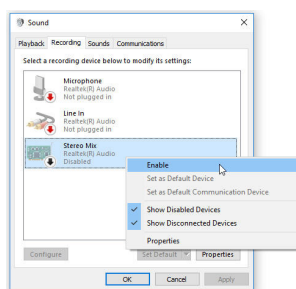 Sound
Playback Recording Sounds Communications
Select a recording device below to modify its settings:
Microphone
Realtek(R) Audio
Not plugged in
Line In
Realtek(R) Audio
Not plugged in
Stereo Mix
Realtek(R) Audio
Disabled
Enable
Set as Default Device
Set as Default Communication Device
Show Disabled Devices
Show Disconnected Devices
Properties
Configure Set Default Properties
OK Cancel Apply